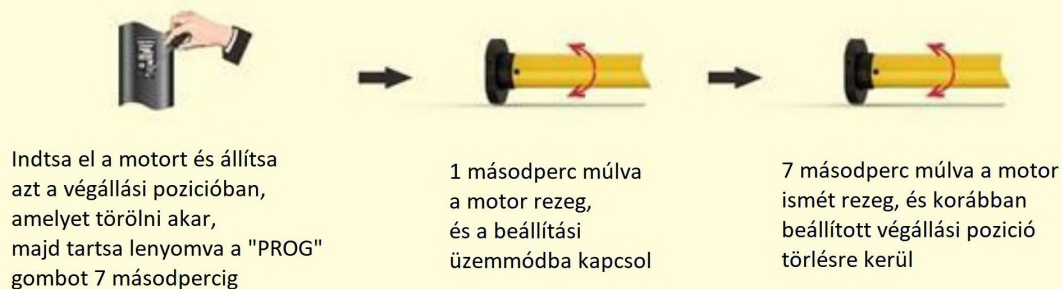 Indtsa el a motort és állítsa
azt a végállási pozicióban,
amelyet törölni akar,
majd tartsa lenyomva a "PROG"
gombot 7 másodpercig
1 másodperc múlva
a motor rezeg,
és a beállítási
üzemmódba kapcsol
7 másodperc múlva a motor
ismét rezeg, és korábban
beállított végállási pozició
törlésre kerül